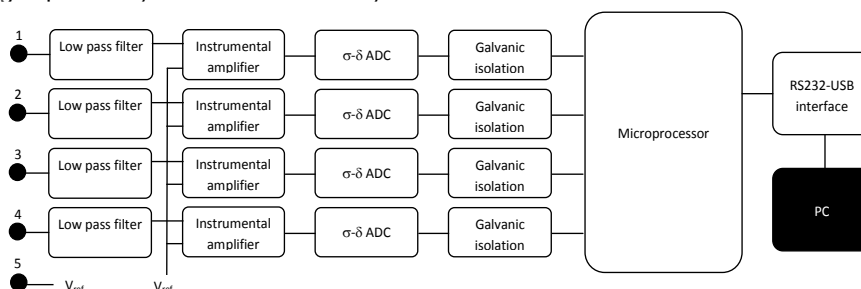 1
Low pass filter
Instrumental
amplifier
σ-δ ADC
Galvanic
isolation
2
Low pass filter
Instrumental
amplifier
σ-δ ADC
Galvanic
isolation
3
Low pass filter
Instrumental
amplifier
σ-δ ADC
Galvanic
isolation
4
Low pass filter
Instrumental
amplifier
σ-δ ADC
Galvanic
isolation
5
Vref
Vref
Microprocessor
RS232-USB
interface
PC